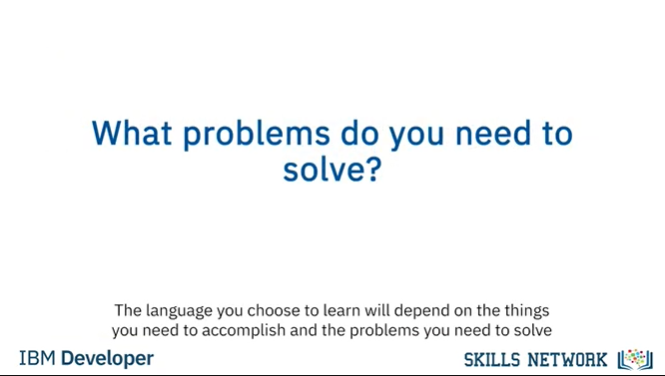 What problems do you need to
solve?
The language you choose to learn will depend on the things
you need to accomplish and the problems you need to solve
IBM Developer
SKILLS NETWORK